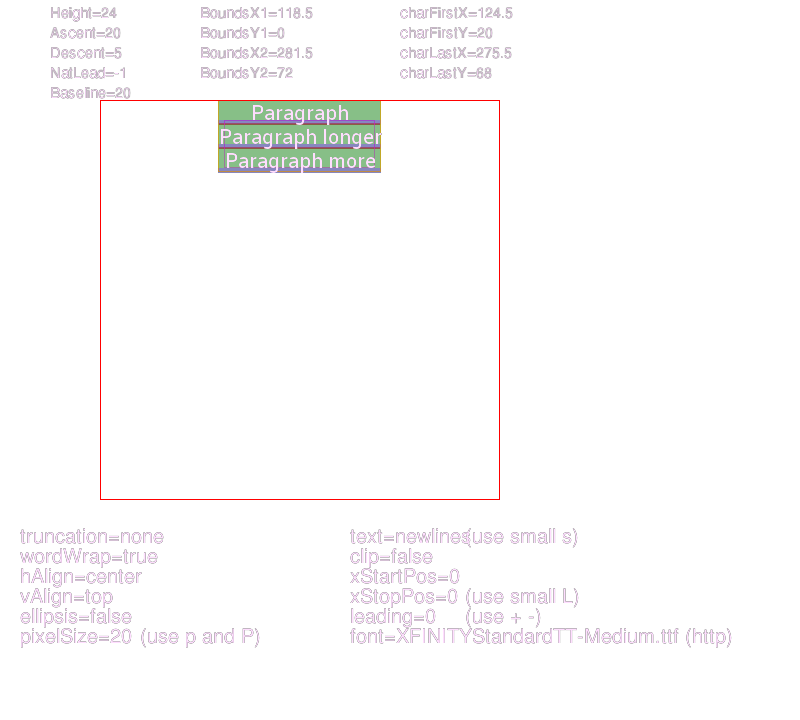 Height=24 BoundsX1=118.5 charFirstX=124.5
Ascent=20 BoundsY1=0 charFirstY=20
Descent=5 BoundsX2=281.5 charLastX=275.5
NatLead=-1 BoundsY2=72 charLastY=68
Baseline=20
Paragraph
Paragraph longer
Paragraph more
truncation=none text=newlines(use small s)
wordWrap=true clip=false
hAlign=center xStartPos=0
vAlign=top xStopPos=0 (use small L)
ellipsis=false leading=0 (use + -)
pixelSize=20 (use p and P) font=XFINITYStandardTT-Medium.ttf (http)